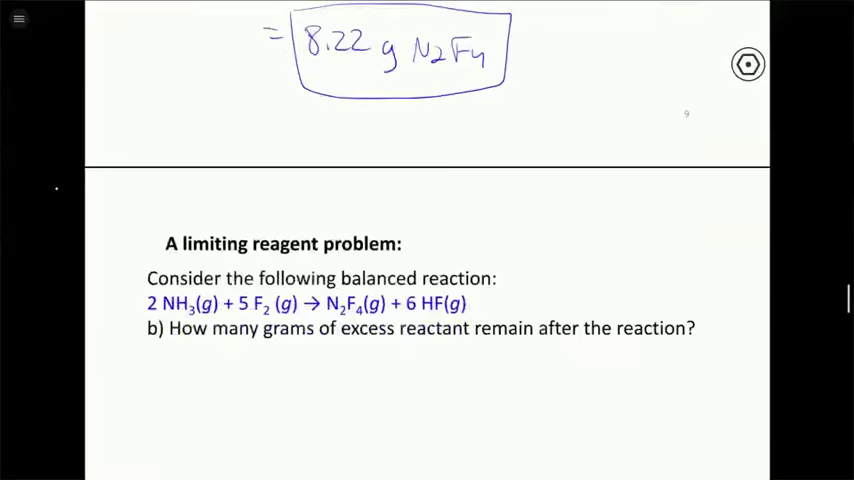 = 8.22 g N₂F₄
9
A limiting reagent problem:
Consider the following balanced reaction:
2 NH₃(g) + 5 F₂ (g) → N₂F₄(g) + 6 HF(g)
b) How many grams of excess reactant remain after the reaction?